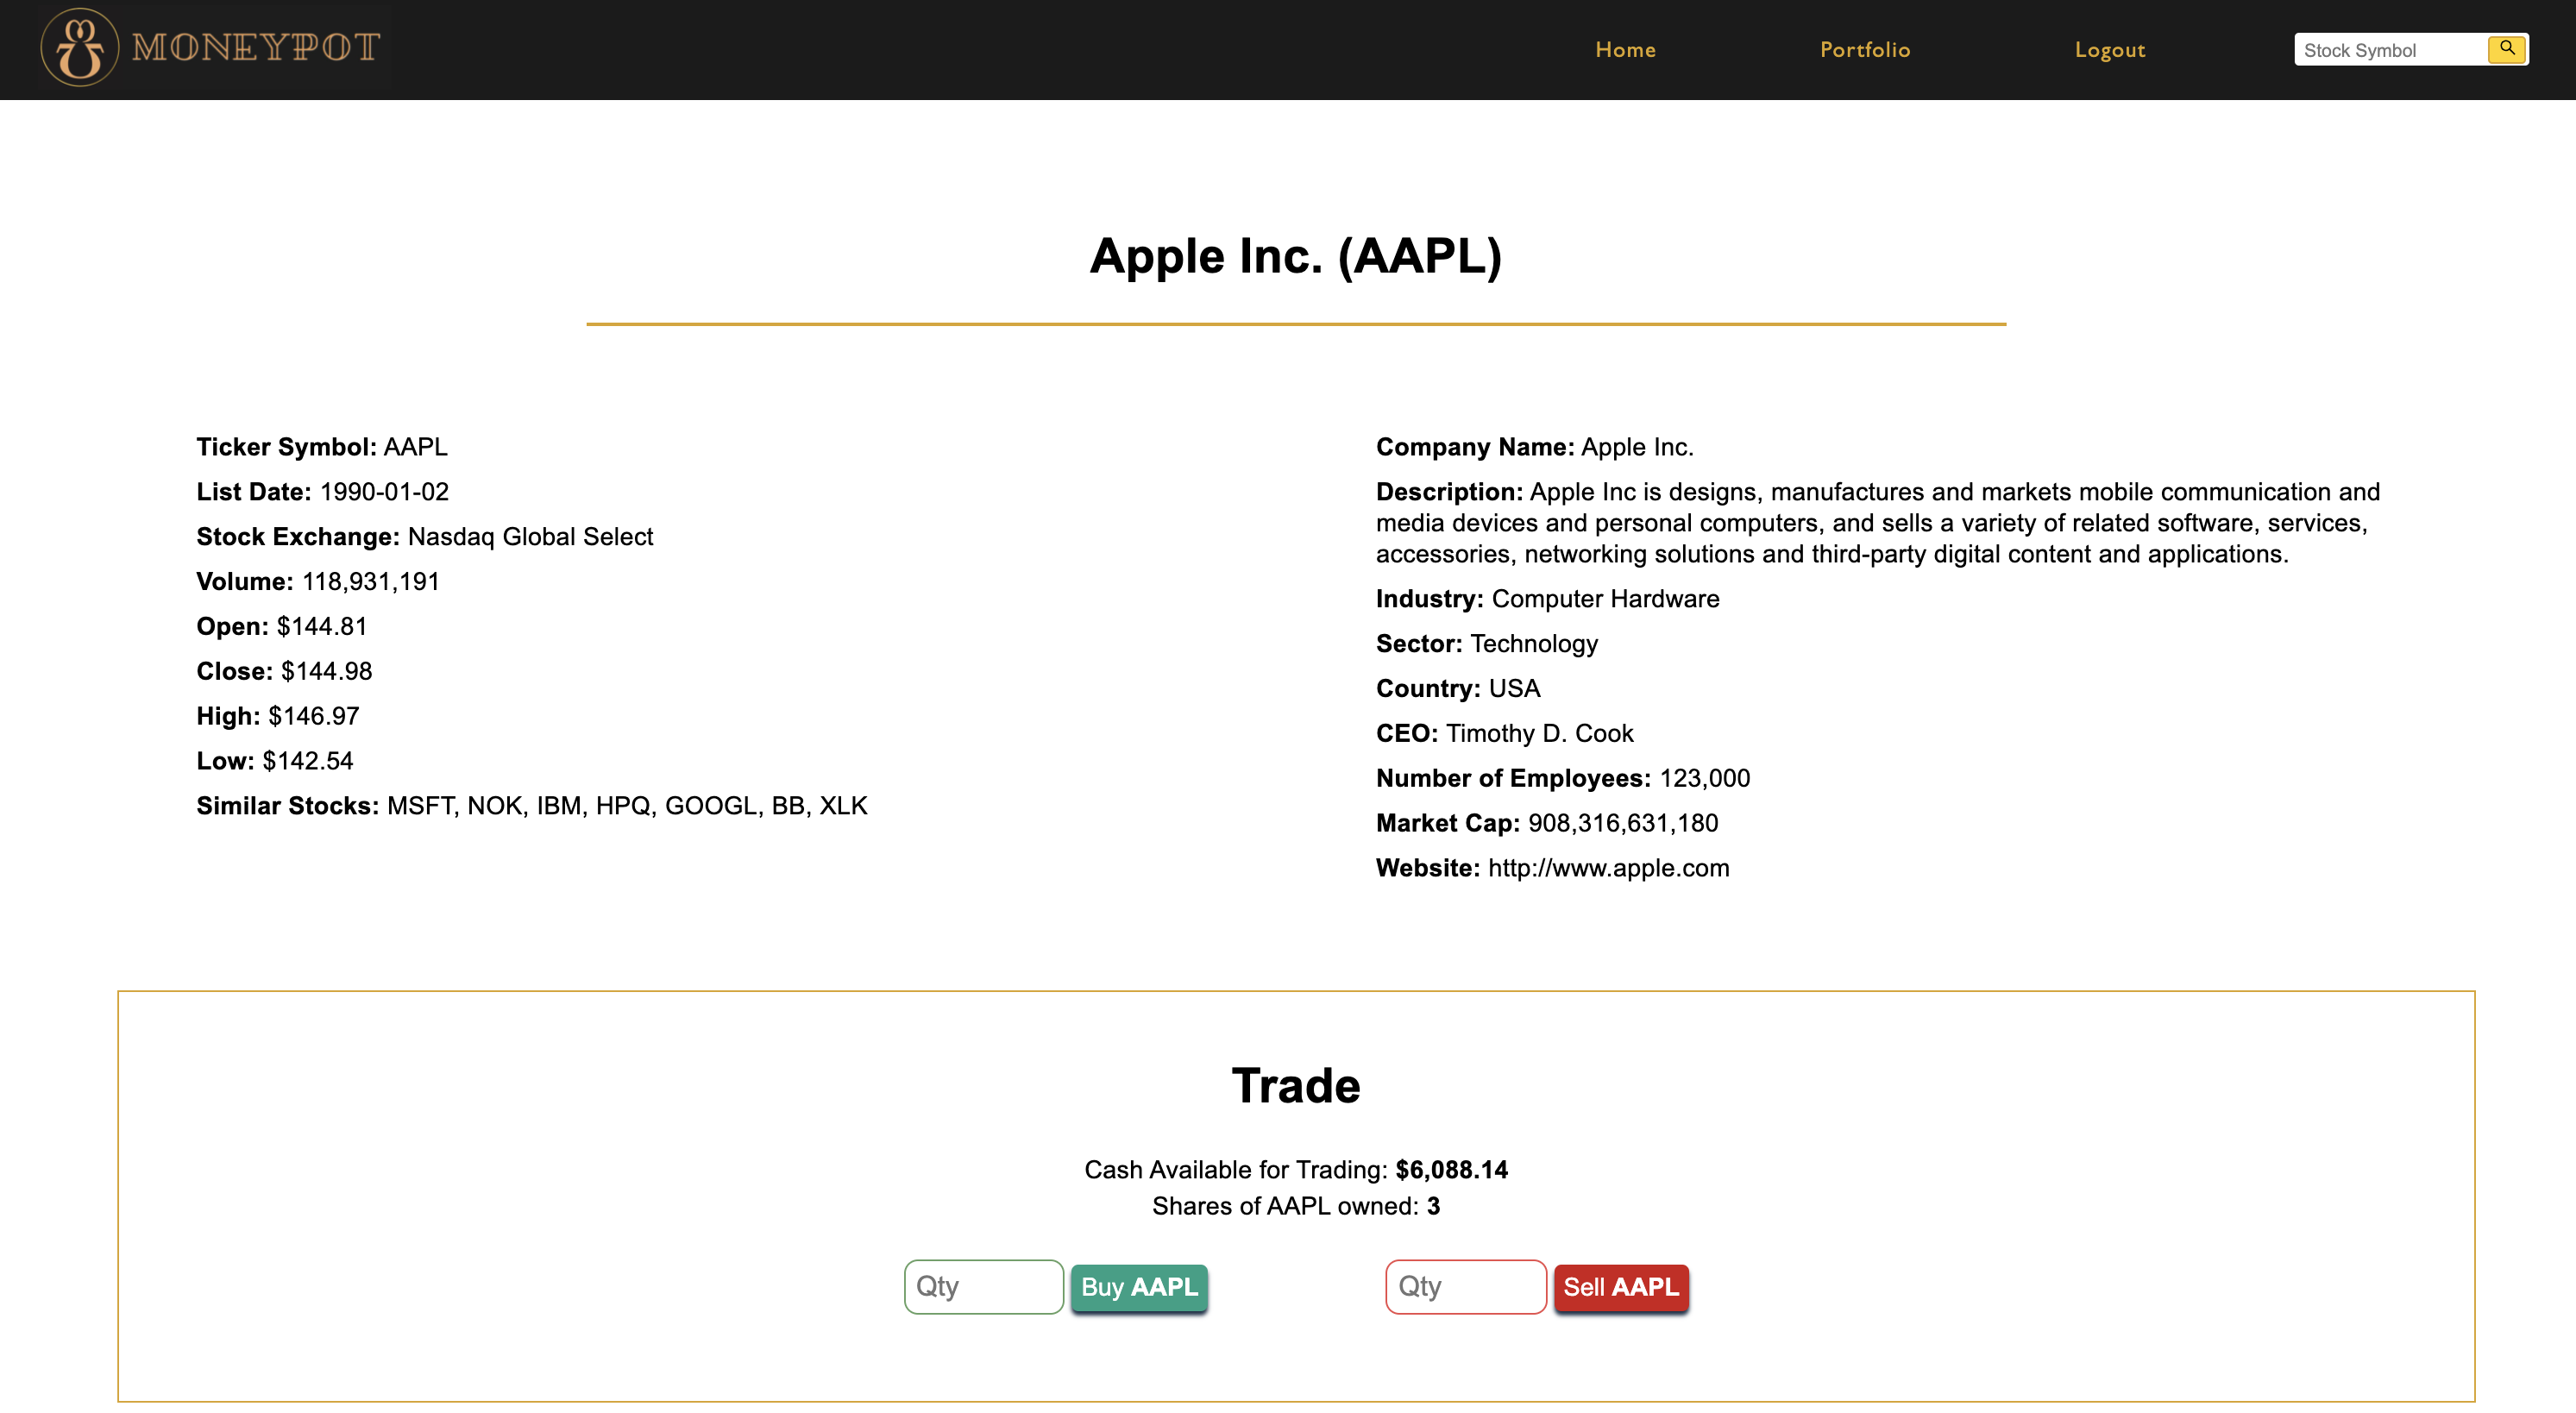 MONEYPOT
Home
Portfolio
Logout
Stock Symbol
Apple Inc. (AAPL)
Ticker Symbol: AAPL
List Date: 1990-01-02
Stock Exchange: Nasdaq Global Select
Volume: 118,931,191
Open: $144.81
Close: $144.98
High: $146.97
Low: $142.54
Similar Stocks: MSFT, NOK, IBM, HPQ, GOOGL, BB, XLK
Company Name: Apple Inc.
Description: Apple Inc is designs, manufactures and markets mobile communication and
media devices and personal computers, and sells a variety of related software, services,
accessories, networking solutions and third-party digital content and applications.
Industry: Computer Hardware
Sector: Technology
Country: USA
CEO: Timothy D. Cook
Number of Employees: 123,000
Market Cap: 908,316,631,180
Website: http://www.apple.com
Trade
Cash Available for Trading: $6,088.14
Shares of AAPL owned: 3
Qty
Buy AAPL
Qty
Sell AAPL